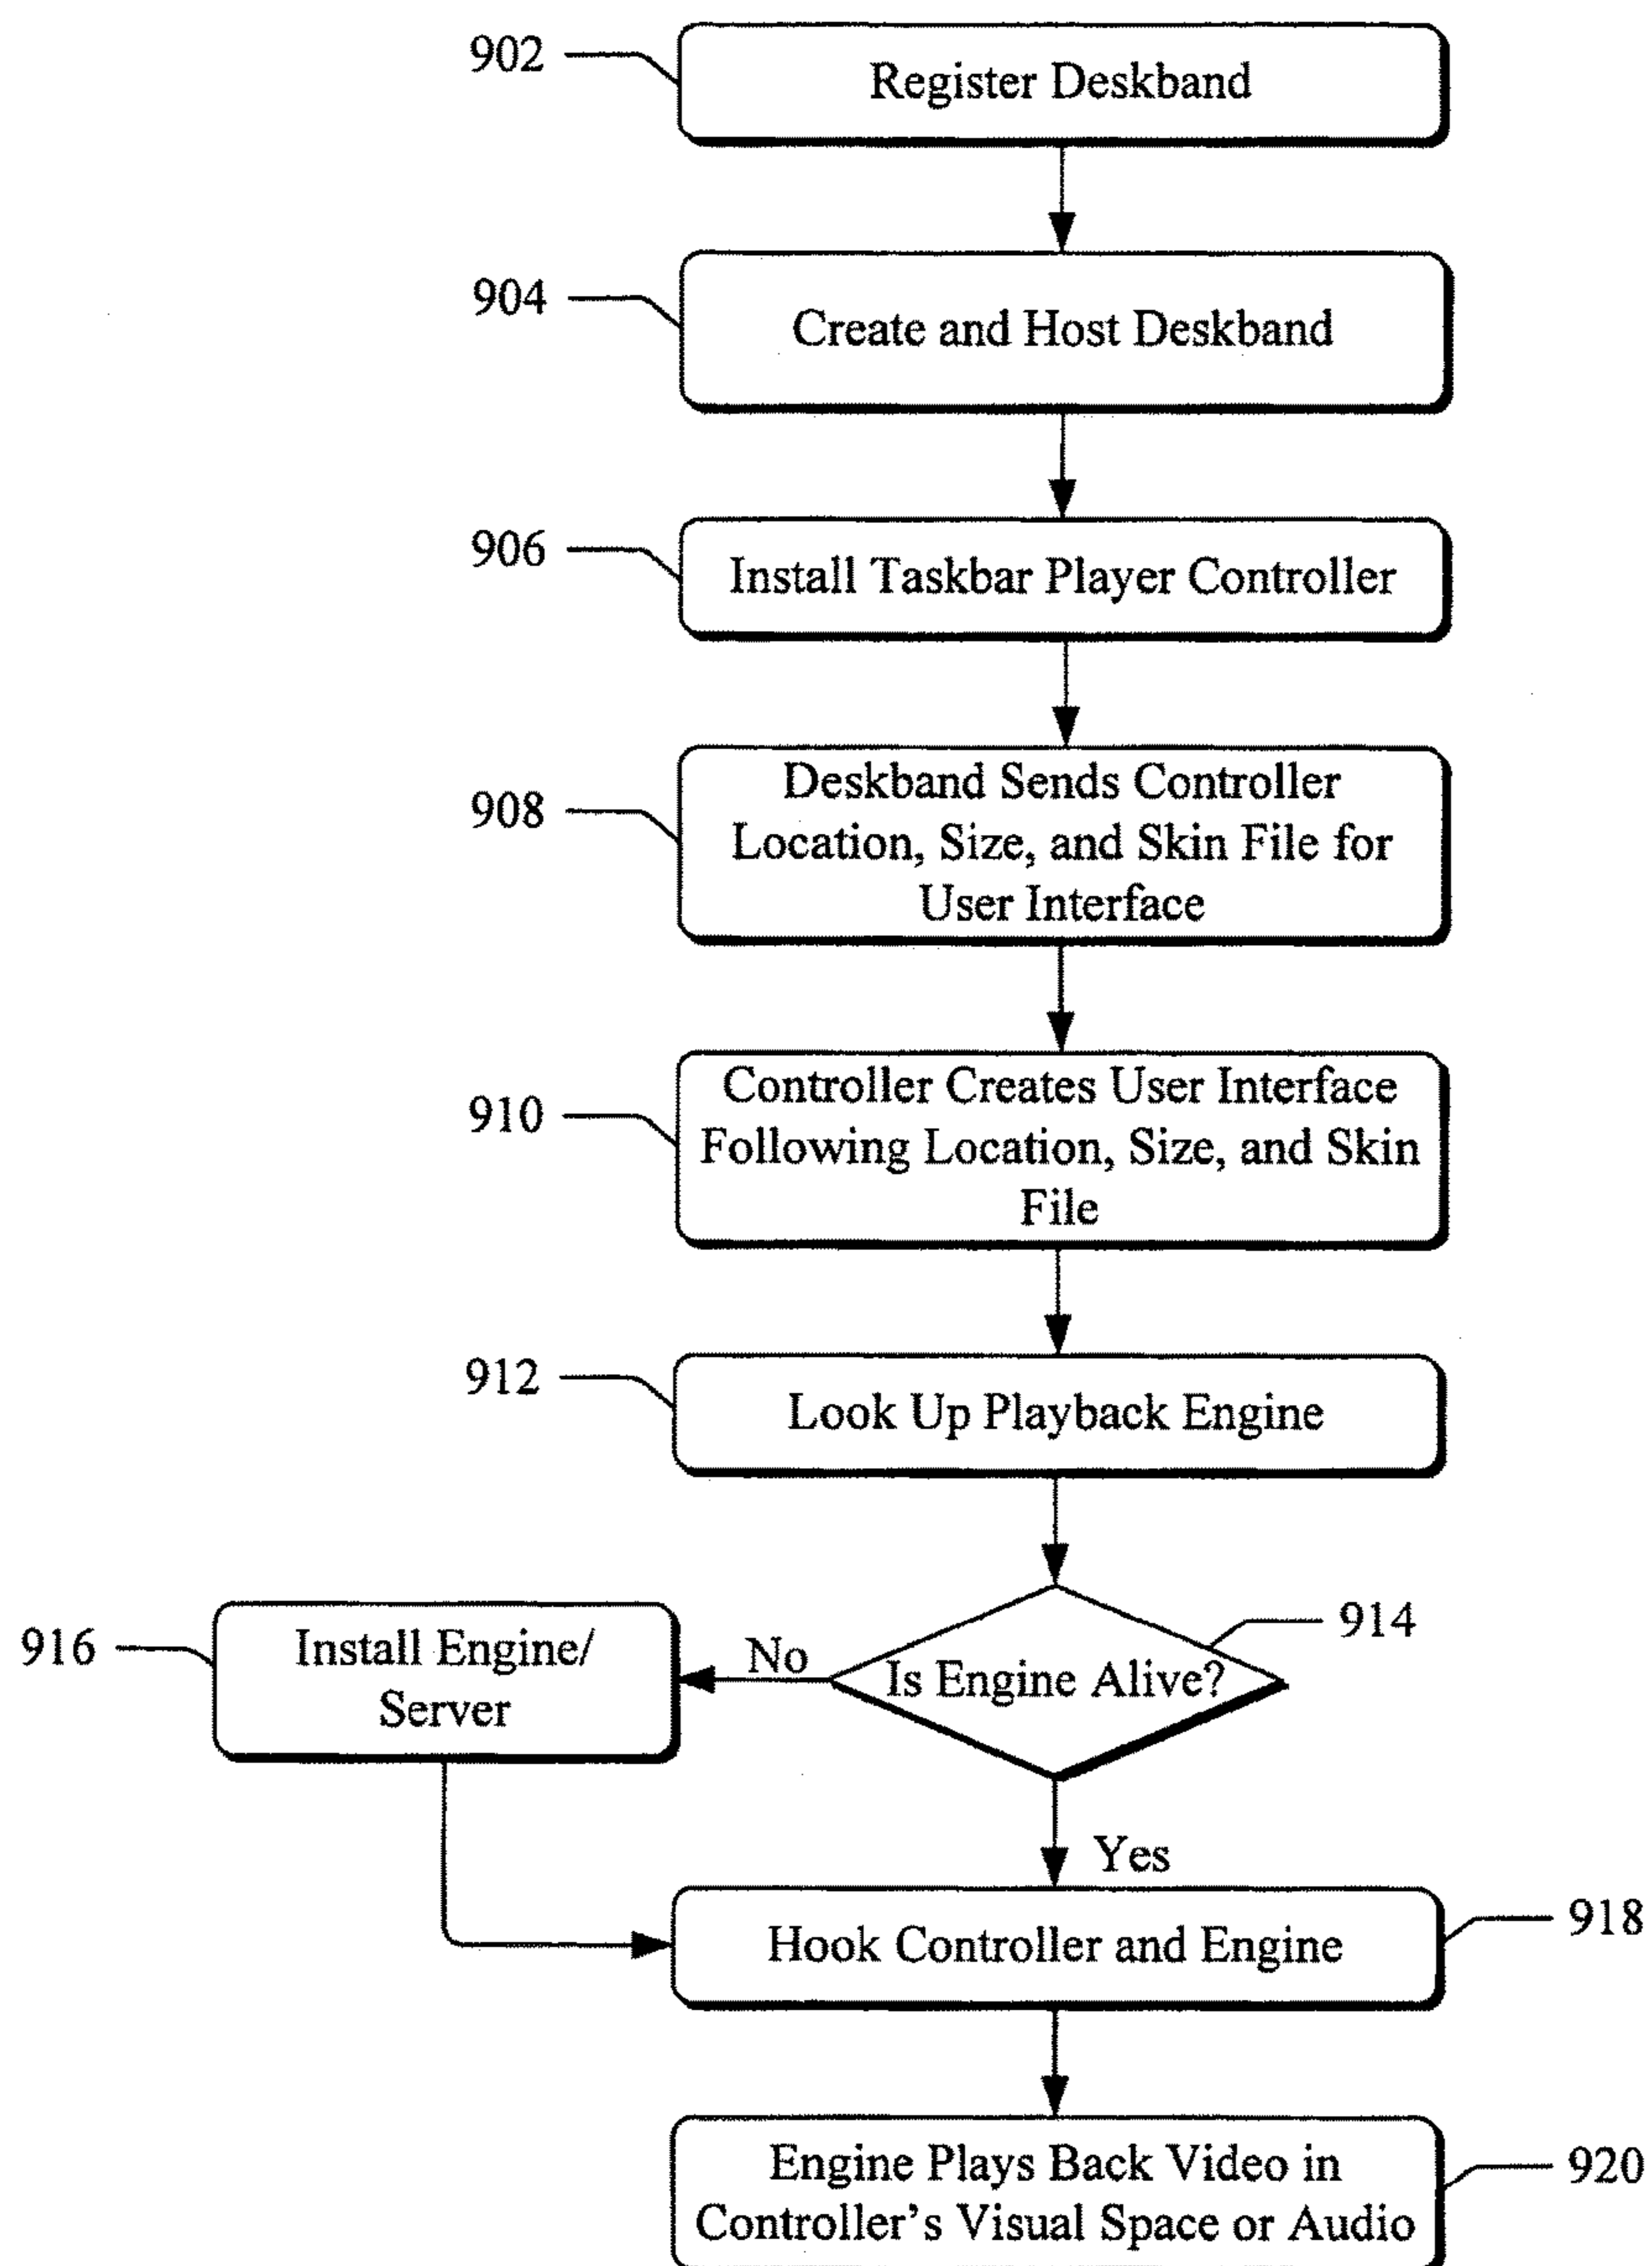 902
Register Deskband
904
Create and Host Deskband
906
Install Taskbar Player Controller
908
Deskband Sends Controller
Location, Size, and Skin File for
User Interface
910
Controller Creates User Interface
Following Location, Size, and Skin
File
912
Look Up Playback Engine
914
Is Engine Alive?
No
916
Install Engine/
Server
Yes
Hook Controller and Engine
918
Engine Plays Back Video in
Controller's Visual Space or Audio
920